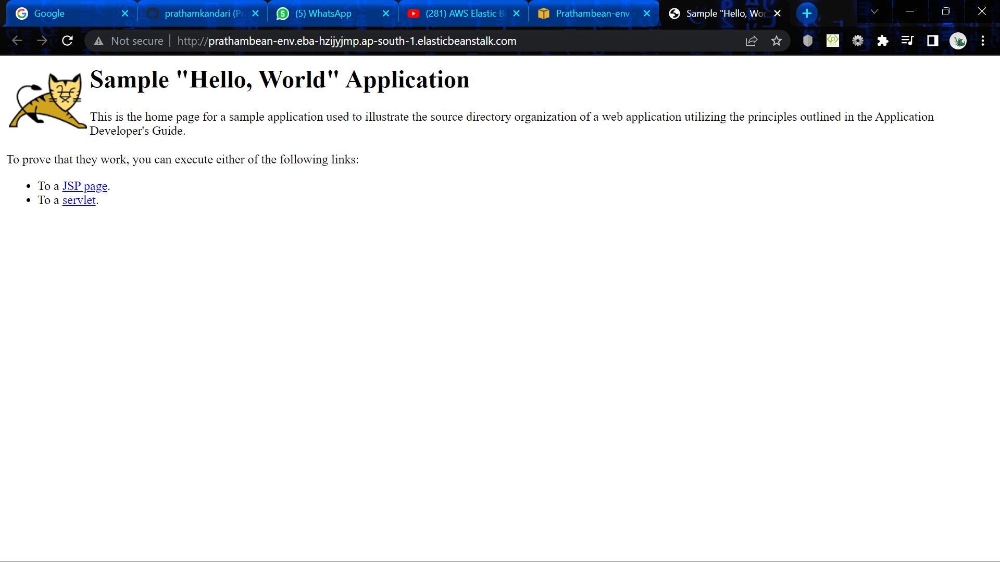 Google
prathamkandari (Pr
(5) WhatsApp
(281) AWS Elastic B
Prathambean-env -
Sample "Hello, Wor
Not secure
http://prathambean-env.eba-hzijyjmp.ap-south-1.elasticbeanstalk.com
Sample "Hello, World" Application
This is the home page for a sample application used to illustrate the source directory organization of a web application utilizing the principles outlined in the Application
Developer's Guide.
To prove that they work, you can execute either of the following links:
• To a JSP page.
• To a servlet.